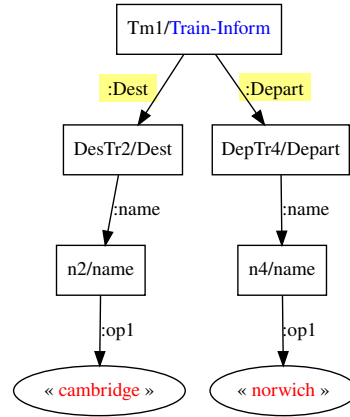 Tm1/Train-Inform
:Dest :Depart
DesTr2/Dest DepTr4/Depart
:name :name
n2/name n4/name
:op1 :op1
« cambridge » « norwich »